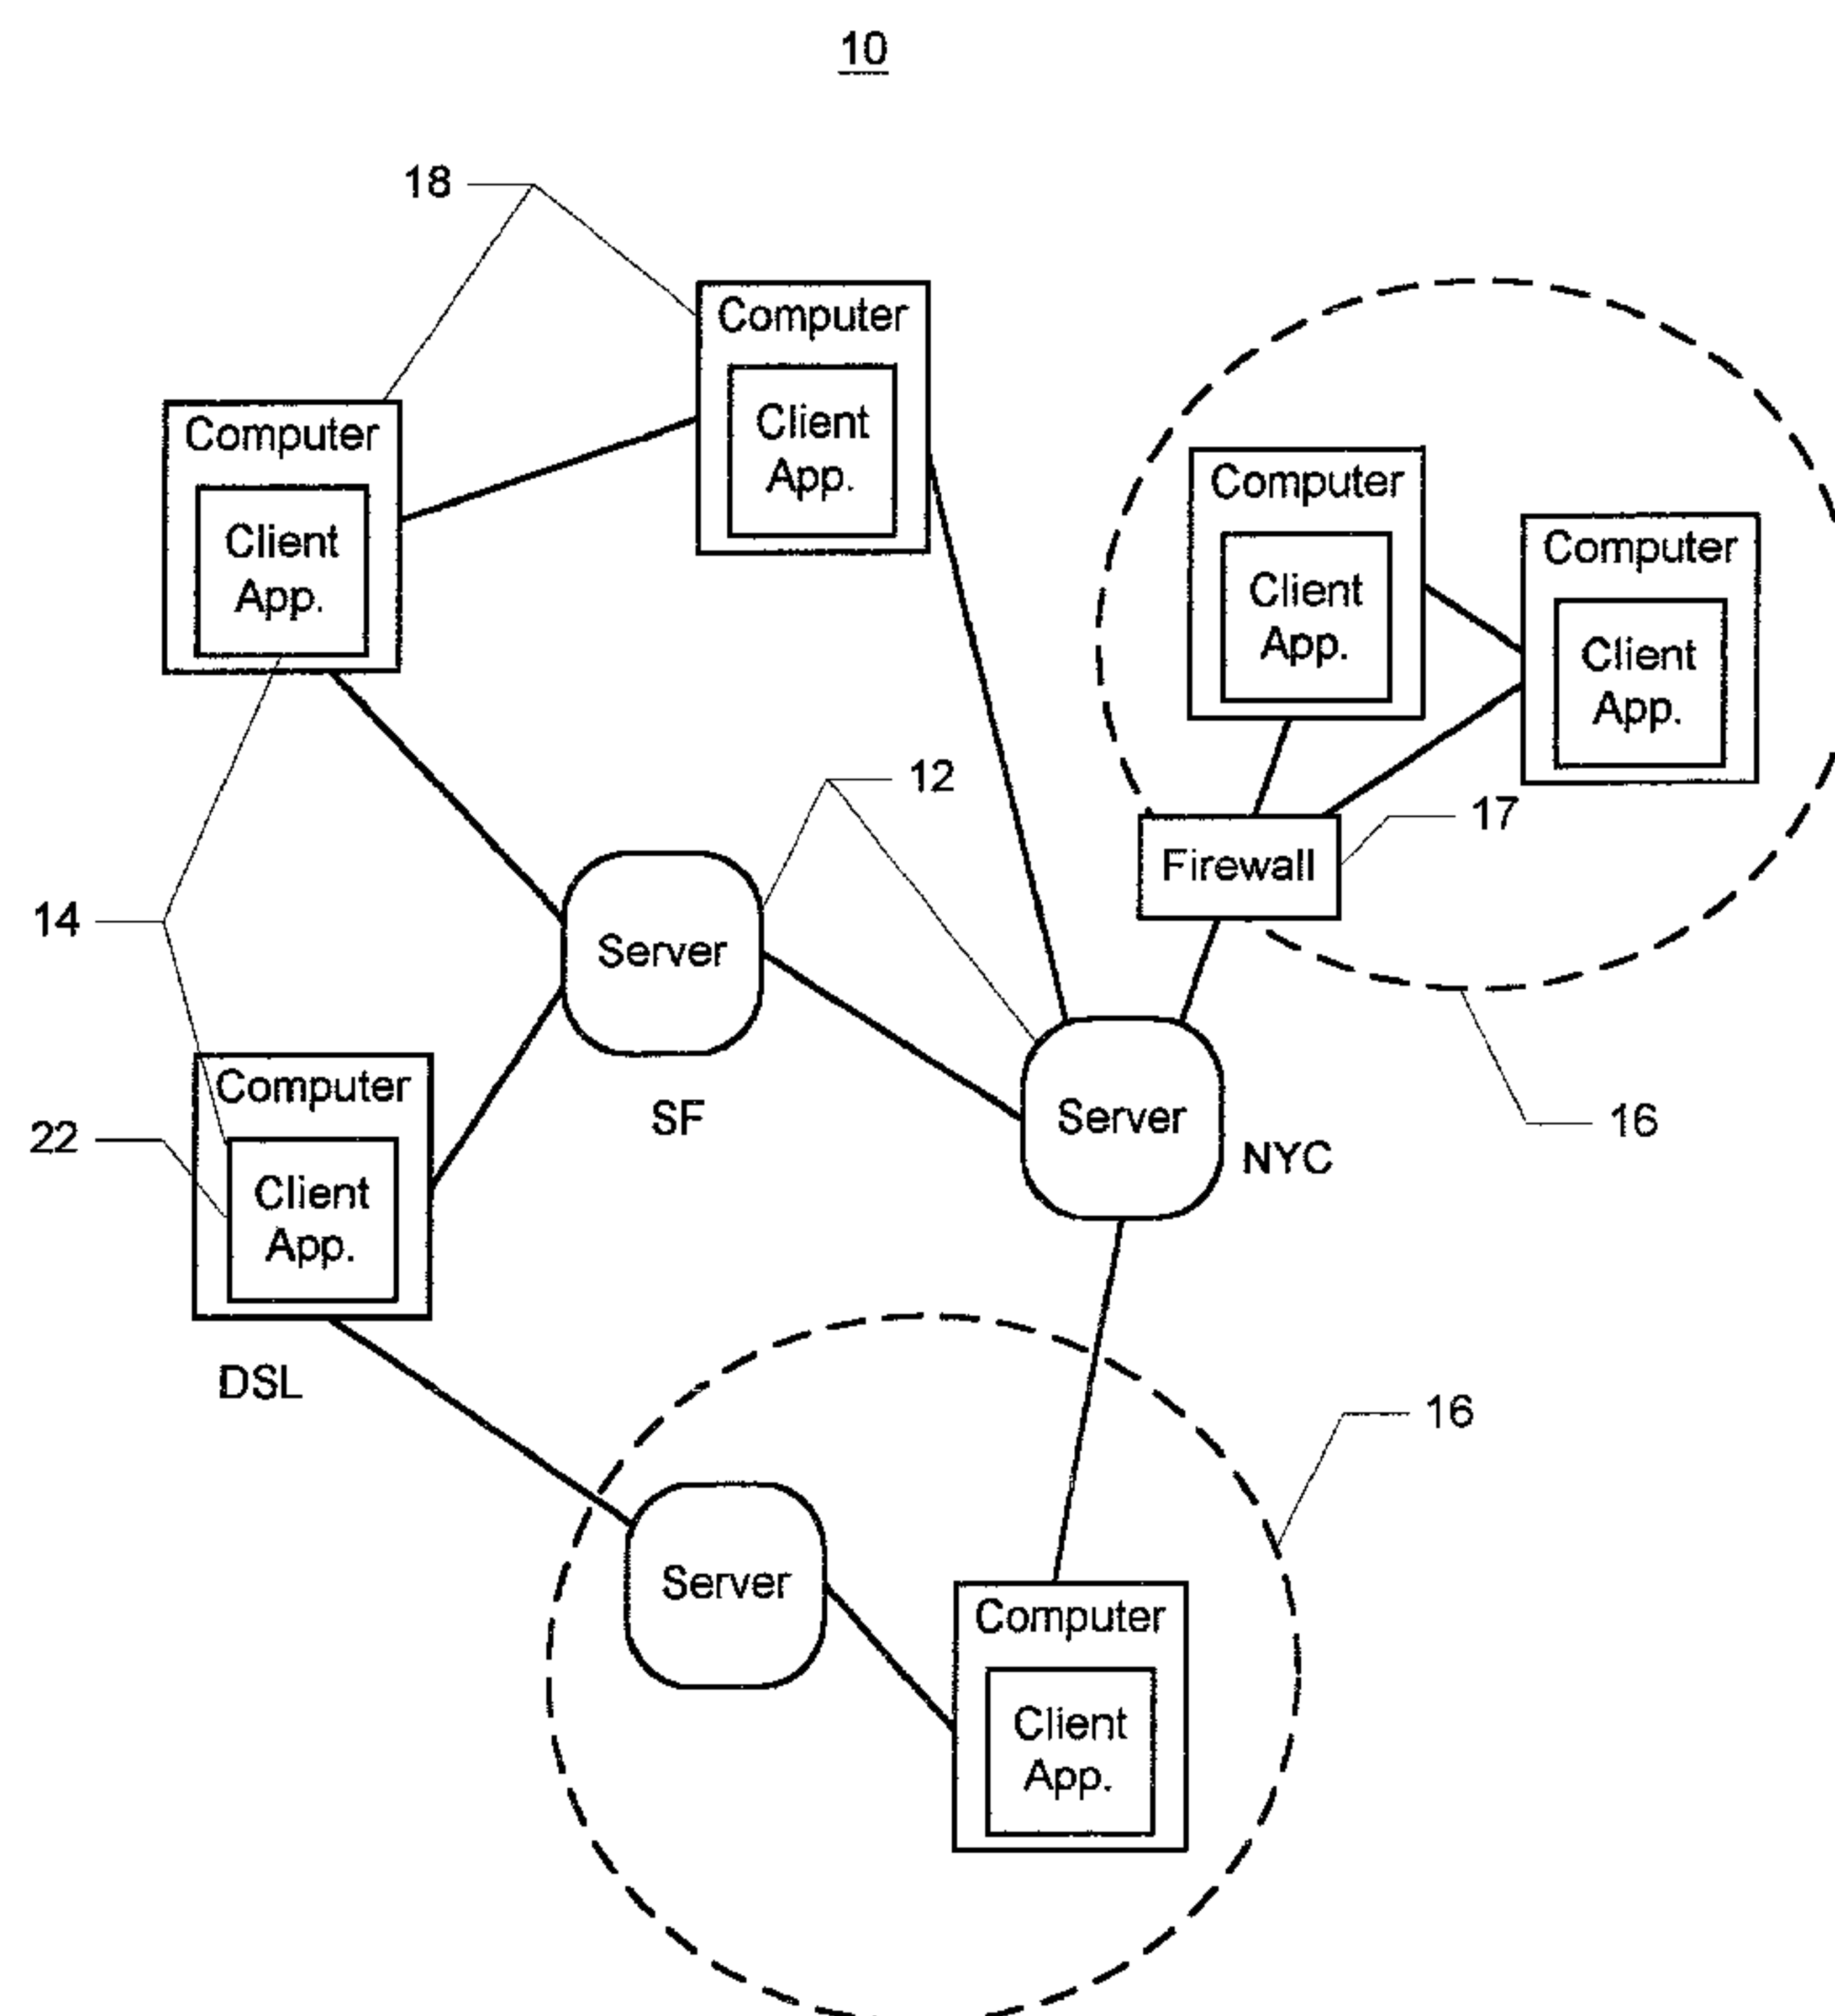 10
18
Computer
Client
App.
Computer
Client
App.
Computer
Client
App.
Computer
Client
App.
12
17
Firewall
14
Server
SF
Server
NYC
16
Computer
22
Client
App.
DSL
16
Server
Computer
Client
App.